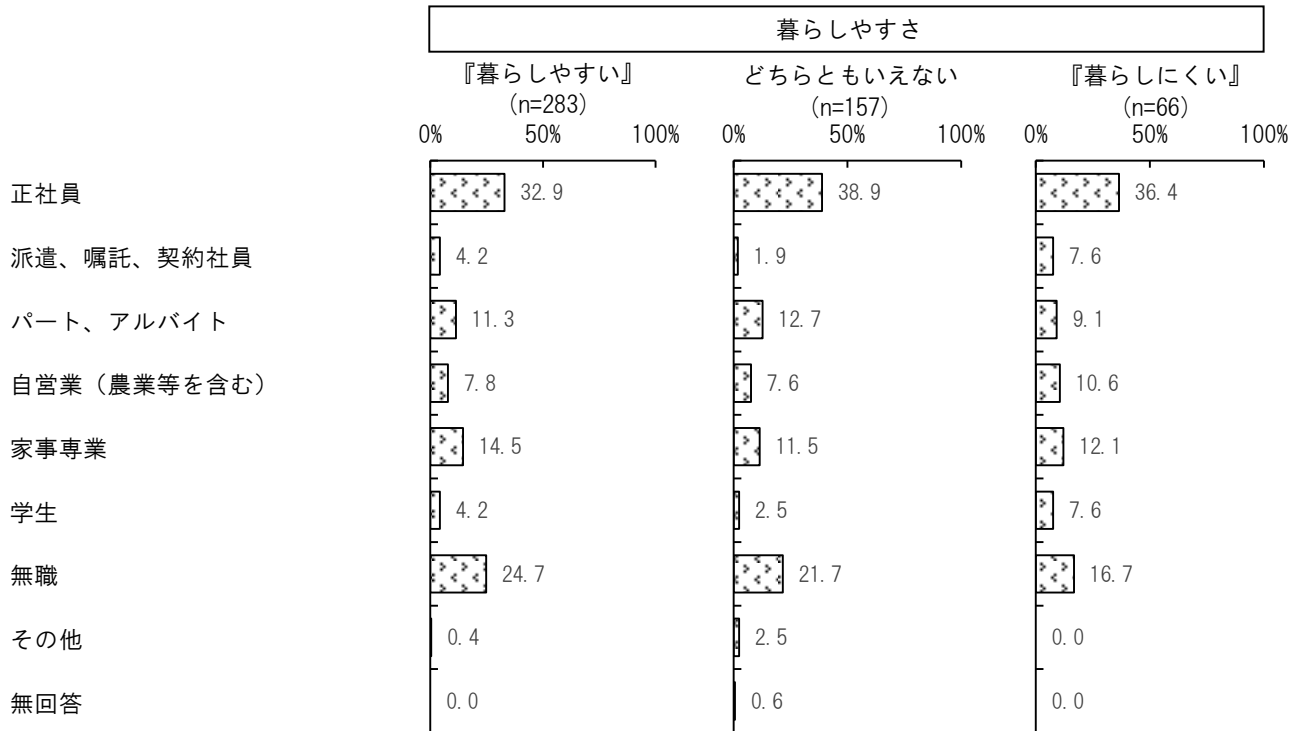 暮らしやすさ
『暮らしやすい』 どちらともいえない 『暮らしにくい』
(n=283) (n=157) (n=66)
0% 50% 100% 0% 50% 100% 0% 50% 100%
正社員 32.9 38.9 36.4
派遣、嘱託、契約社員 4.2 1.9 7.6
パート、アルバイト 11.3 12.7 9.1
自営業（農業等を含む） 7.8 7.6 10.6
家事専業 14.5 11.5 12.1
学生 4.2 2.5 7.6
無職 24.7 21.7 16.7
その他 0.4 2.5 0.0
無回答 0.0 0.6 0.0